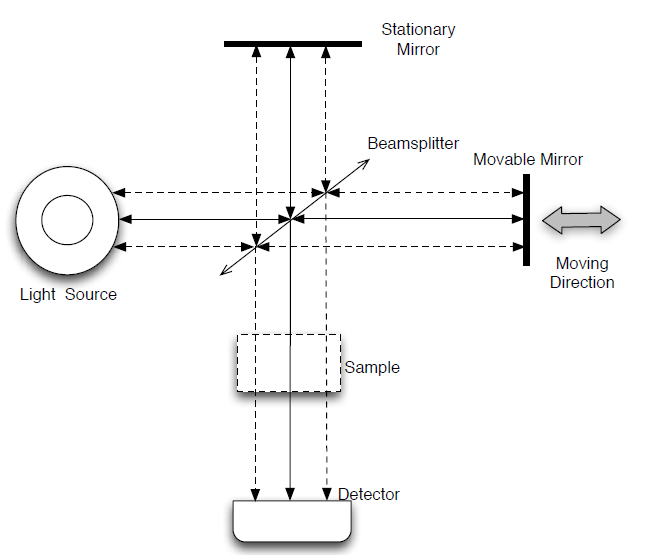 Stationary
Mirror
Beamsplitter
Movable Mirror
Moving
Direction
Light Source
Sample
Detector